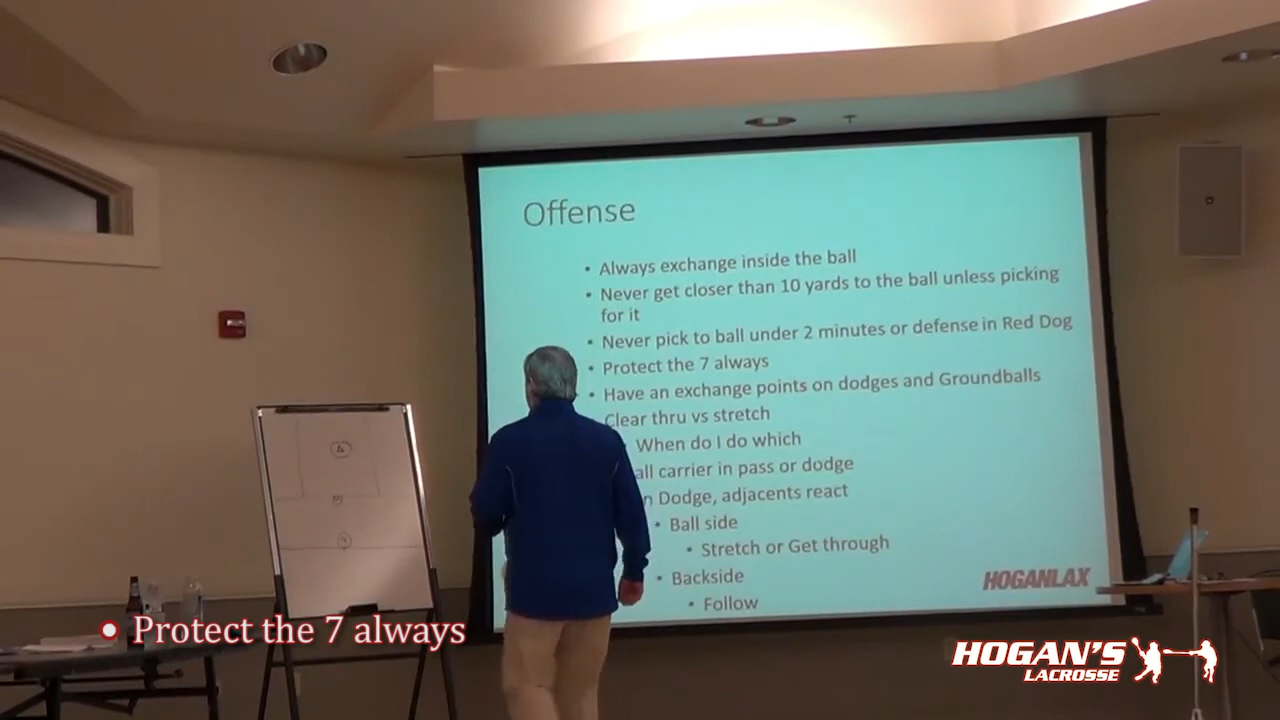 Offense
• Always exchange inside the ball
• Never get closer than 10 yards to the ball unless picking
for it
• Never pick to ball under 2 minutes or defense in Red Dog
• Protect the 7 always
• Have an exchange points on dodges and Groundballs
Clear thru vs stretch
When do I do which
all carrier in pass or dodge
n Dodge, adjacents react
• Ball side
• Stretch or Get through
• Backside
• Follow
HOGANLAX
• Protect the 7 always
HOGAN'S
LACROSSE